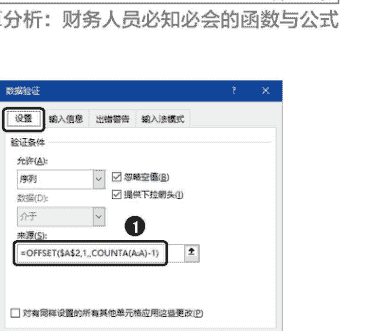 分析：财务人员必知必会的函数与公式
数据验证 ? ×
设置 输入信息 出错警告 输入法模式
验证条件
允许(A):
序列 ☑ 忽略空值(B)
数据(D): ☑ 提供下拉箭头(I)
介于
❶
来源(S):
=OFFSET($A$2,1,,COUNTA(A:A)-1)
☐ 对有同样设置的所有其他单元格应用这些更改(P)